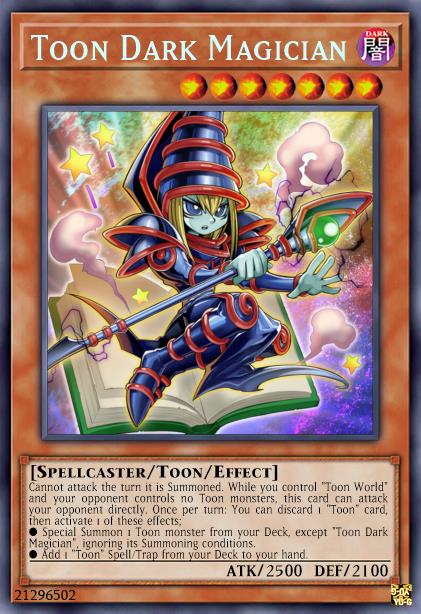 Toon Dark Magician
DARK
闇
[Spellcaster/Toon/Effect]
Cannot attack the turn it is Summoned. While you control "Toon World"
and your opponent controls no Toon monsters, this card can attack
your opponent directly. Once per turn: You can discard 1 "Toon" card,
then activate 1 of these effects;
● Special Summon 1 Toon monster from your Deck, except "Toon Dark
Magician", ignoring its Summoning conditions.
● Add 1 "Toon" Spell/Trap from your Deck to your hand.
ATK/2500 DEF/2100
21296502